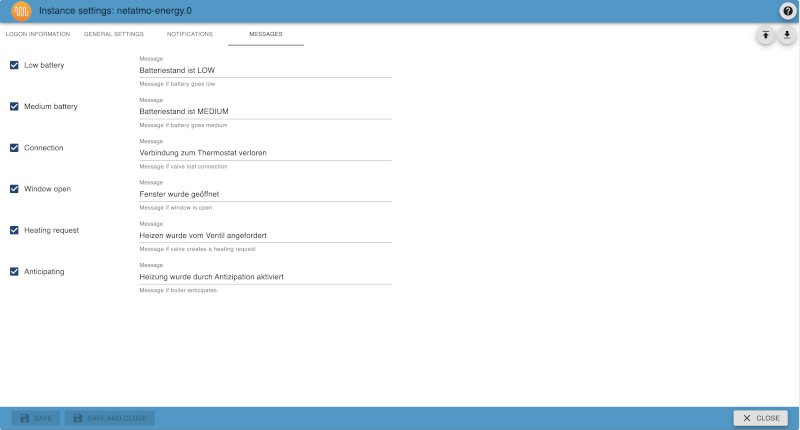 Instance settings: netatmo-energy.0
LOGON INFORMATION
GENERAL SETTINGS
NOTIFICATIONS
MESSAGES
Low battery
Message
Batteriestand ist LOW
Message if battery goes low
Medium battery
Message
Batteriestand ist MEDIUM
Message if battery goes medium
Connection
Message
Verbindung zum Thermostat verloren
Message if valve lost connection
Window open
Message
Fenster wurde geöffnet
Message if window is open
Heating request
Message
Heizen wurde vom Ventil angefordert
Message if valve creates a heating request
Anticipating
Message
Heizung wurde durch Antizipation aktiviert
Message if boiler anticipates
SAVE
SAVE AND CLOSE
CLOSE